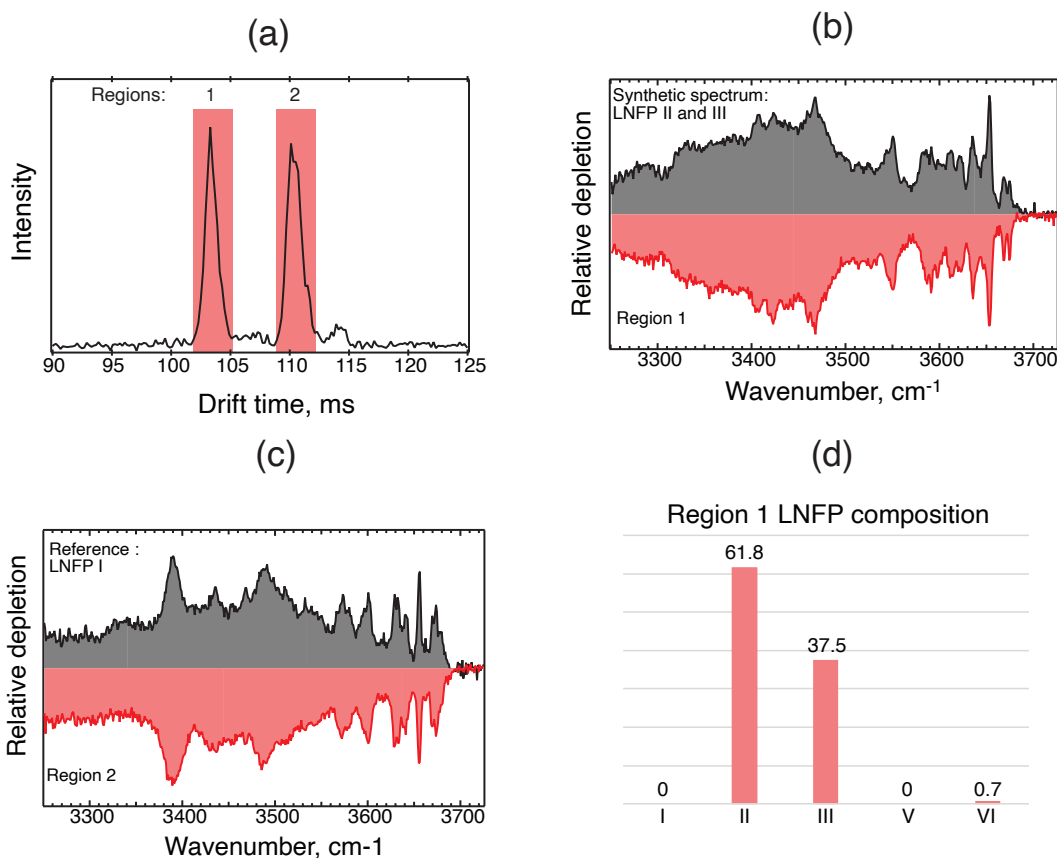 (a)
Regions: 1 2
Intensity
90 95 100 105 110 115 120 125
Drift time, ms
(b)
Synthetic spectrum:
LNFP II and III
Relative depletion
Region 1
3300 3400 3500 3600 3700
Wavenumber, cm-1
(c)
Reference :
LNFP I
Relative depletion
Region 2
3300 3400 3500 3600 3700
Wavenumber, cm-1
(d)
Region 1 LNFP composition
61.8
37.5
0 0 0.7
I II III V VI